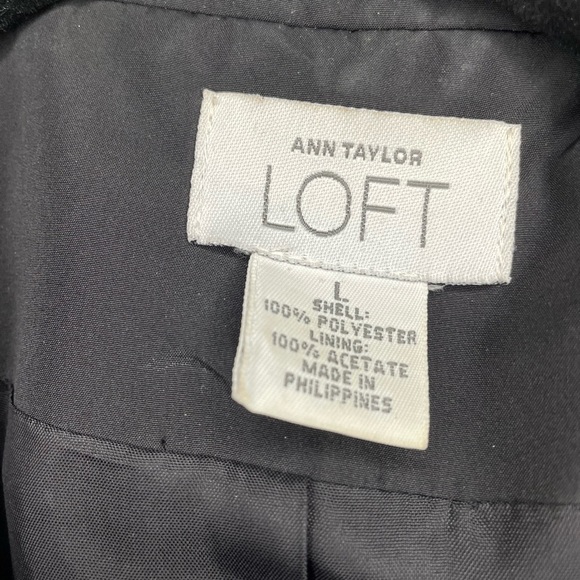 ANN TAYLOR
LOFT
L
SHELL:
100% POLYESTER
LINING:
100% ACETATE
MADE IN
PHILIPPINES